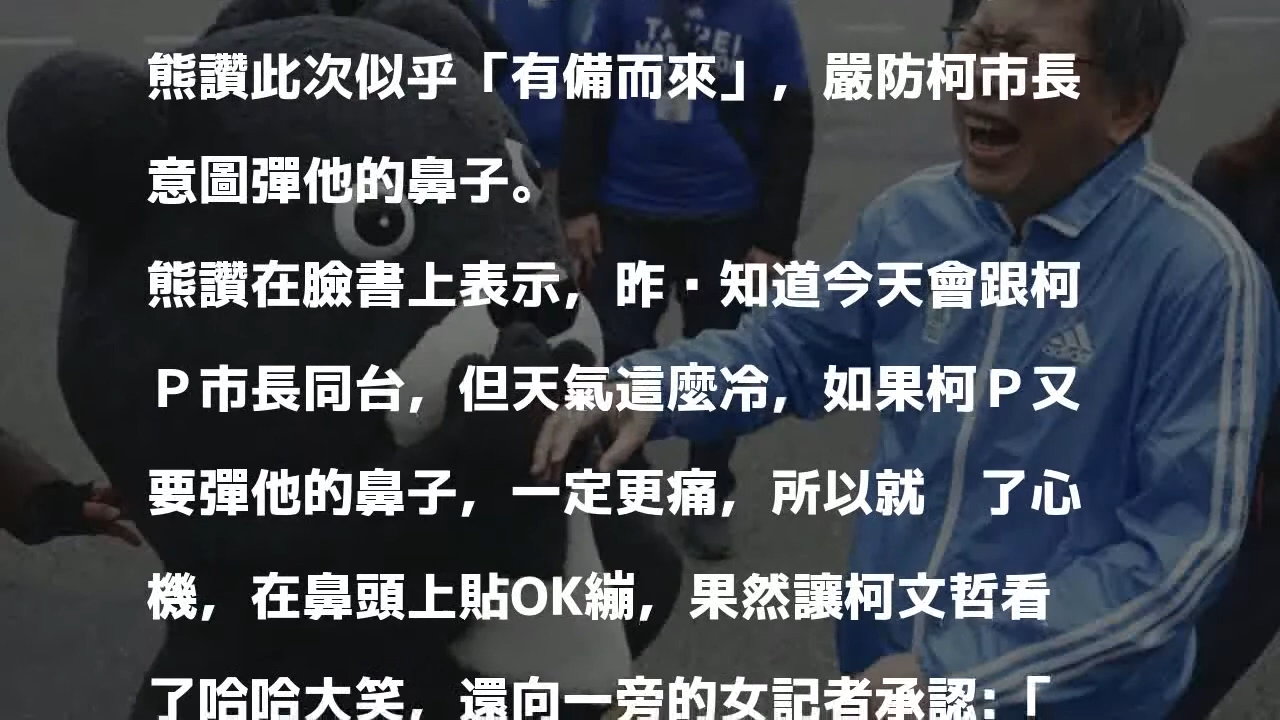 熊讚此次似乎「有備而來」，嚴防柯市長
意圖彈他的鼻子。
熊讚在臉書上表示，昨·知道今天會跟柯
Ｐ市長同台，但天氣這麼冷，如果柯Ｐ又
要彈他的鼻子，一定更痛，所以就　了心
機，在鼻頭上貼OK繃，果然讓柯文哲看
了哈哈大笑，還向一旁的女記者承認:「
TAIPEI
adidas